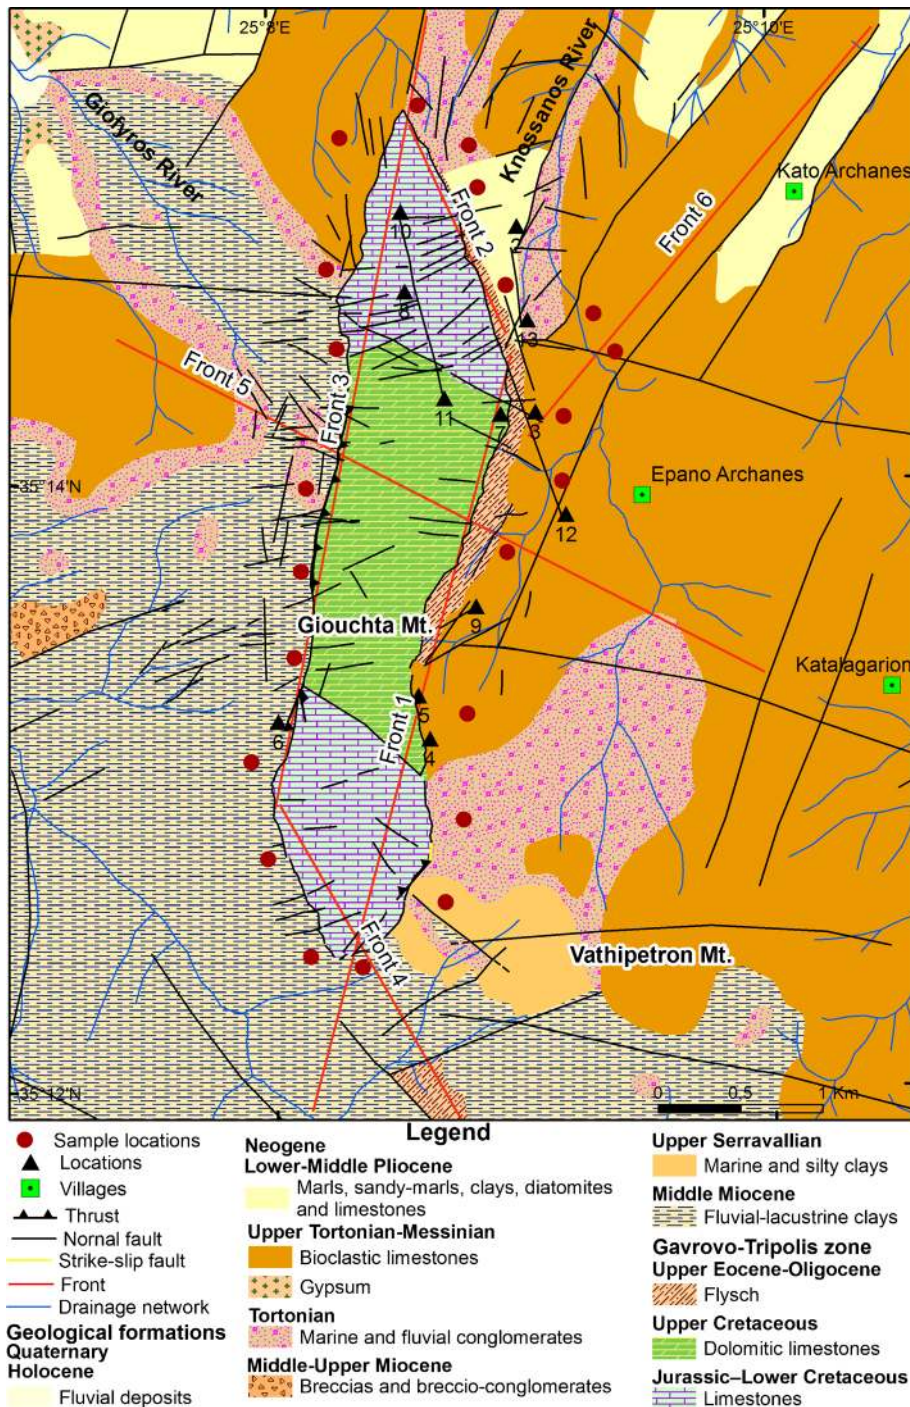 25°8'E
25°10'E
Giofyros River
Knossanos River
Kato Archanes
Front 2
Front 6
10
2
8
13
Front 5
Front 3
11
7
3
35°14'N
Epano Archanes
12
9
Giouchta Mt.
Katalagarion
5
Front 1
6
4
Front 4
Vathipetron Mt.
35°12'N
0 0.5 1 Km
Legend
Sample locations
Locations
Villages
Thrust
Nornal fault
Strike-slip fault
Front
Drainage network
Geological formations
Quaternary
Holocene
Fluvial deposits
Neogene
Lower-Middle Pliocene
Marls, sandy-marls, clays, diatomites
and limestones
Upper Tortonian-Messinian
Bioclastic limestones
Gypsum
Tortonian
Marine and fluvial conglomerates
Middle-Upper Miocene
Breccias and breccio-conglomerates
Upper Serravallian
Marine and silty clays
Middle Miocene
Fluvial-lacustrine clays
Gavrovo-Tripolis zone
Upper Eocene-Oligocene
Flysch
Upper Cretaceous
Dolomitic limestones
Jurassic–Lower Cretaceous
Limestones